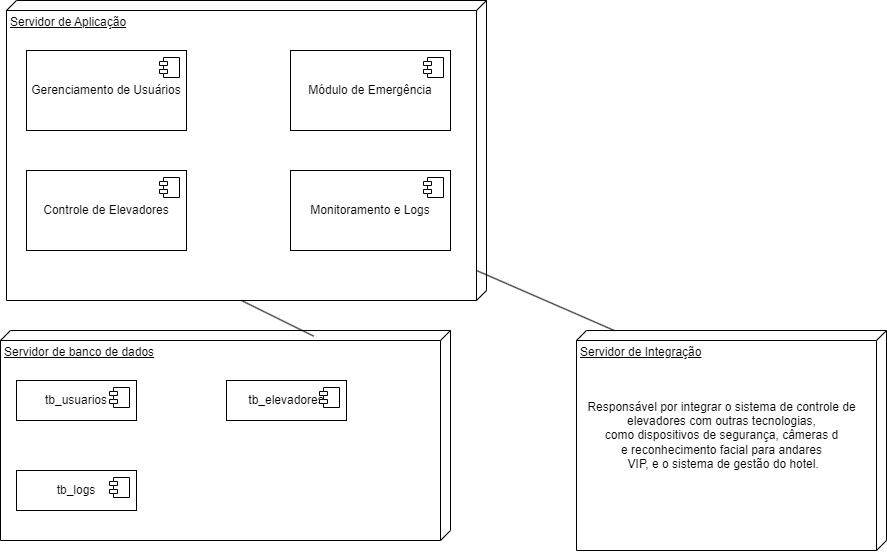 Servidor de Aplicação
Gerenciamento de Usuários
Módulo de Emergência
Controle de Elevadores
Monitoramento e Logs
Servidor de banco de dados
tb_usuarios
tb_elevadores
tb_logs
Servidor de Integração
Responsável por integrar o sistema de controle de
elevadores com outras tecnologias,
como dispositivos de segurança, câmeras d
e reconhecimento facial para andares
VIP, e o sistema de gestão do hotel.